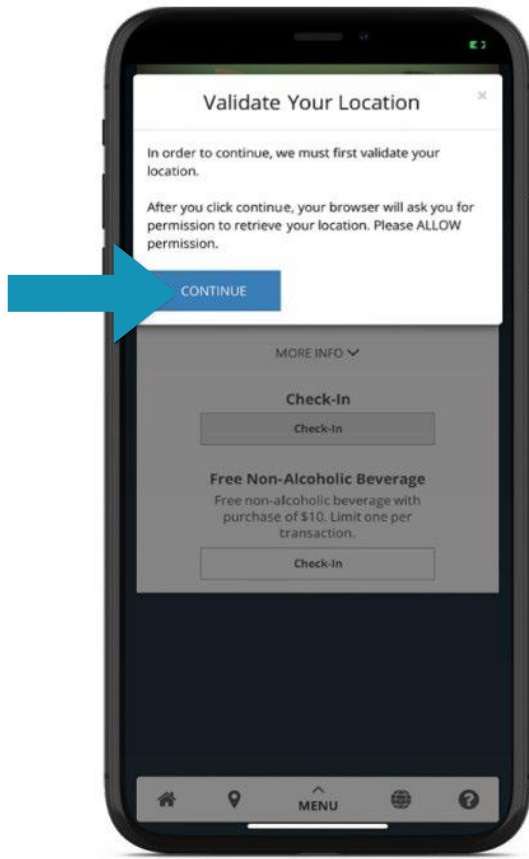 Validate Your Location
×
In order to continue, we must first validate your
location.
After you click continue, your browser will ask you for
permission to retrieve your location. Please ALLOW
permission.
CONTINUE
MORE INFO
Check-In
Check-In
Free Non-Alcoholic Beverage
Free non-alcoholic beverage with
purchase of $10. Limit one per
transaction.
Check-In
MENU